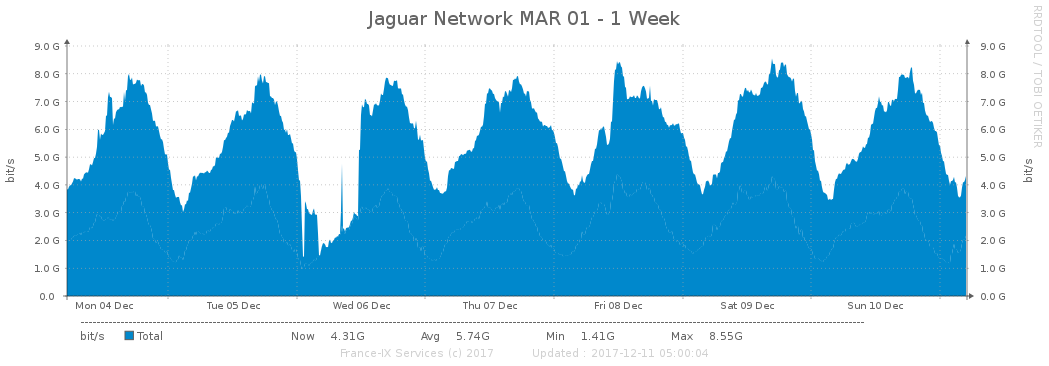 Jaguar Network MAR 01 - 1 Week
RRDTOOL / TOBI OETIKER
9.0 G 9.0 G
8.0 G 8.0 G
7.0 G 7.0 G
6.0 G 6.0 G
5.0 G 5.0 G
4.0 G 4.0 G
3.0 G 3.0 G
2.0 G 2.0 G
1.0 G 1.0 G
0.0 0.0 G
bit/s
bit/s
Mon 04 Dec Tue 05 Dec Wed 06 Dec Thu 07 Dec Fri 08 Dec Sat 09 Dec Sun 10 Dec
bit/s Total Now 4.31G Avg 5.74G Min 1.41G Max 8.55G
France-IX Services (c) 2017 Updated : 2017-12-11 05:00:04